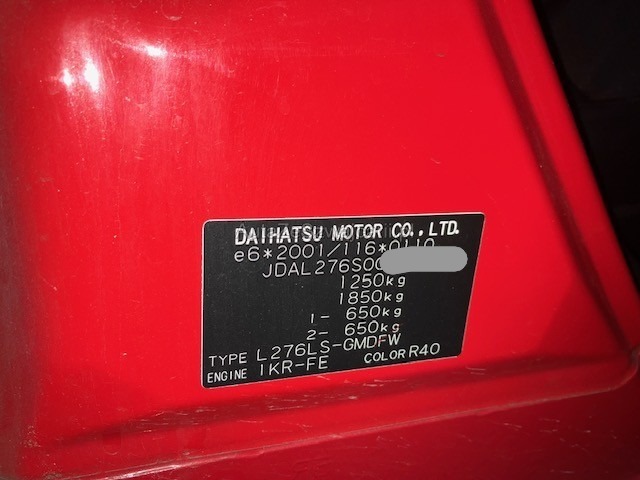 DAIHATSU MOTOR CO., LTD.
e6*2001/116*0110
JDAL276S00
1250kg
1850kg
1- 650kg
2- 650kg
TYPE L276LS-GMDFW
ENGINE 1KR-FE COLOR R40